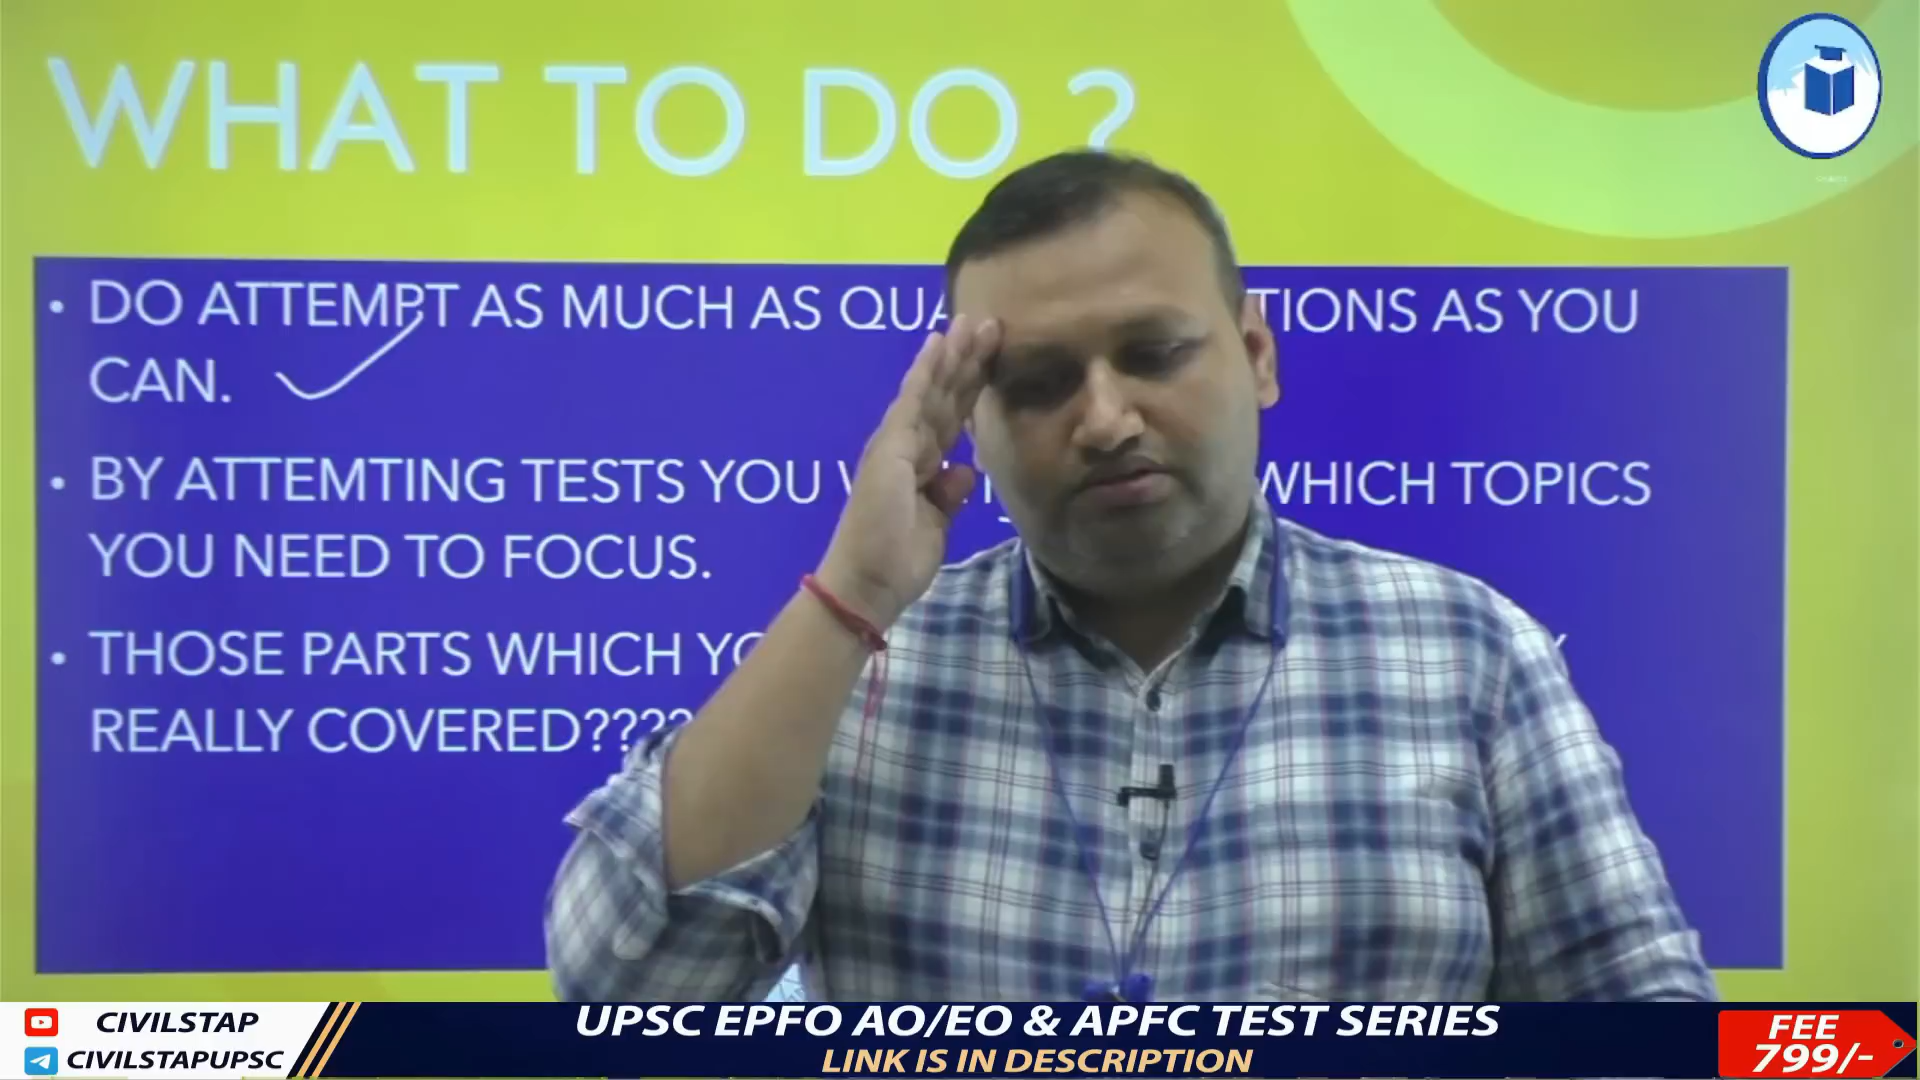 WHAT TO DO ?
• DO ATTEMPT AS MUCH AS AS YOU
CAN.
• BY ATTEMTING TESTS YOU WHICH TOPICS
YOU NEED TO FOCUS.
• THOSE PARTS WHICH
REALLY COVERED????
CIVILSTAP
CIVILSTAPUPSC
UPSC EPFO AO/EO & APFC TEST SERIES
LINK IS IN DESCRIPTION
FEE
799/-